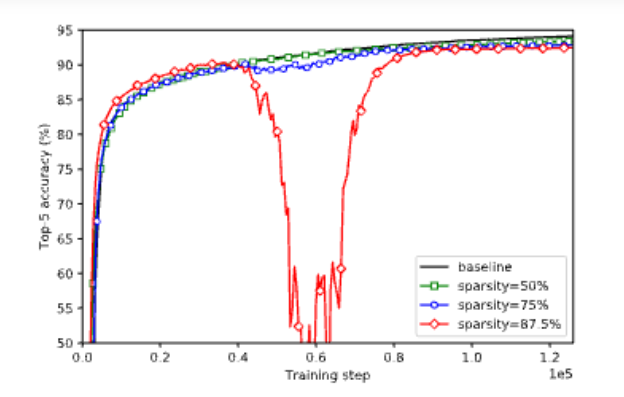 95
90
85
80
75
70
65
60
55
50
Top-5 accuracy (%)
baseline
sparsity=50%
sparsity=75%
sparsity=87.5%
0.0 0.2 0.4 0.6 0.8 1.0 1.2
1e5
Training step